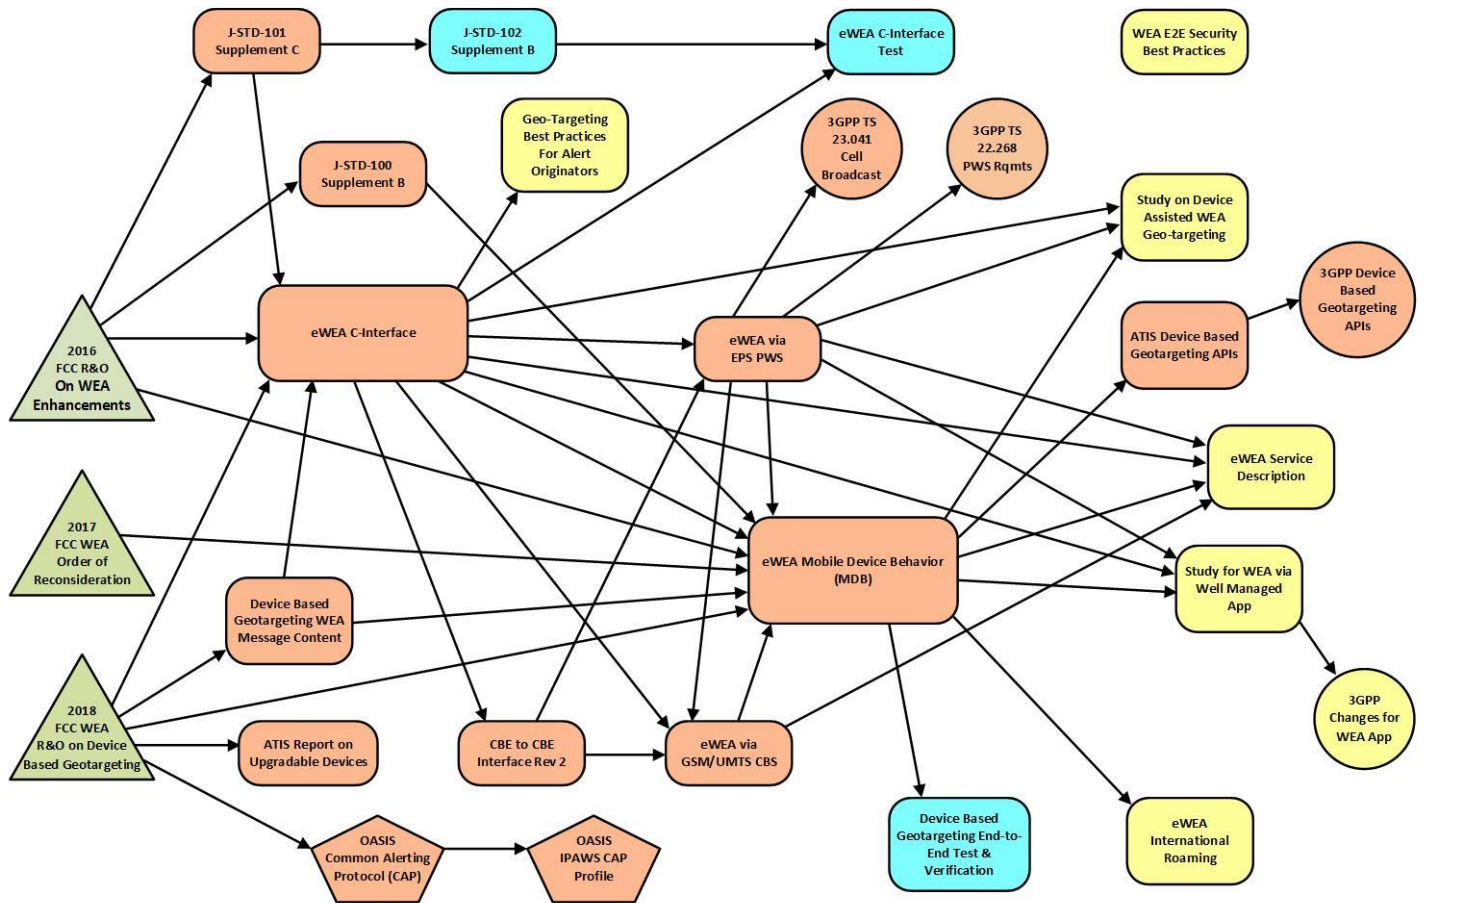 J-STD-101
Supplement C
J-STD-102
Supplement B
eWEA C-Interface
Test
WEA E2E Security
Best Practices
Geo-Targeting
Best Practices
For Alert
Originators
3GPP TS
23.041
Cell
Broadcast
3GPP TS
22.268
PWS Rqmts
J-STD-100
Supplement B
Study on Device
Assisted WEA
Geo-targeting
3GPP Device
Based
Geotargeting
APIs
eWEA C-Interface
eWEA via
EPS PWS
ATIS Device Based
Geotargeting APIs
2016
FCC R&O
On WEA
Enhancements
eWEA Service
Description
2017
FCC WEA
Order of
Reconsideration
eWEA Mobile Device Behavior
(MDB)
Study for WEA via
Well Managed
App
Device Based
Geotargeting WEA
Message Content
2018
FCC WEA
R&O on Device
Based Geotargeting
3GPP
Changes for
WEA App
ATIS Report on
Upgradable Devices
CBE to CBE
Interface Rev 2
eWEA via
GSM/UMTS CBS
OASIS
Common Alerting
Protocol (CAP)
OASIS
IPAWS CAP
Profile
Device Based
Geotargeting End-to-
End Test &
Verification
eWEA
International
Roaming